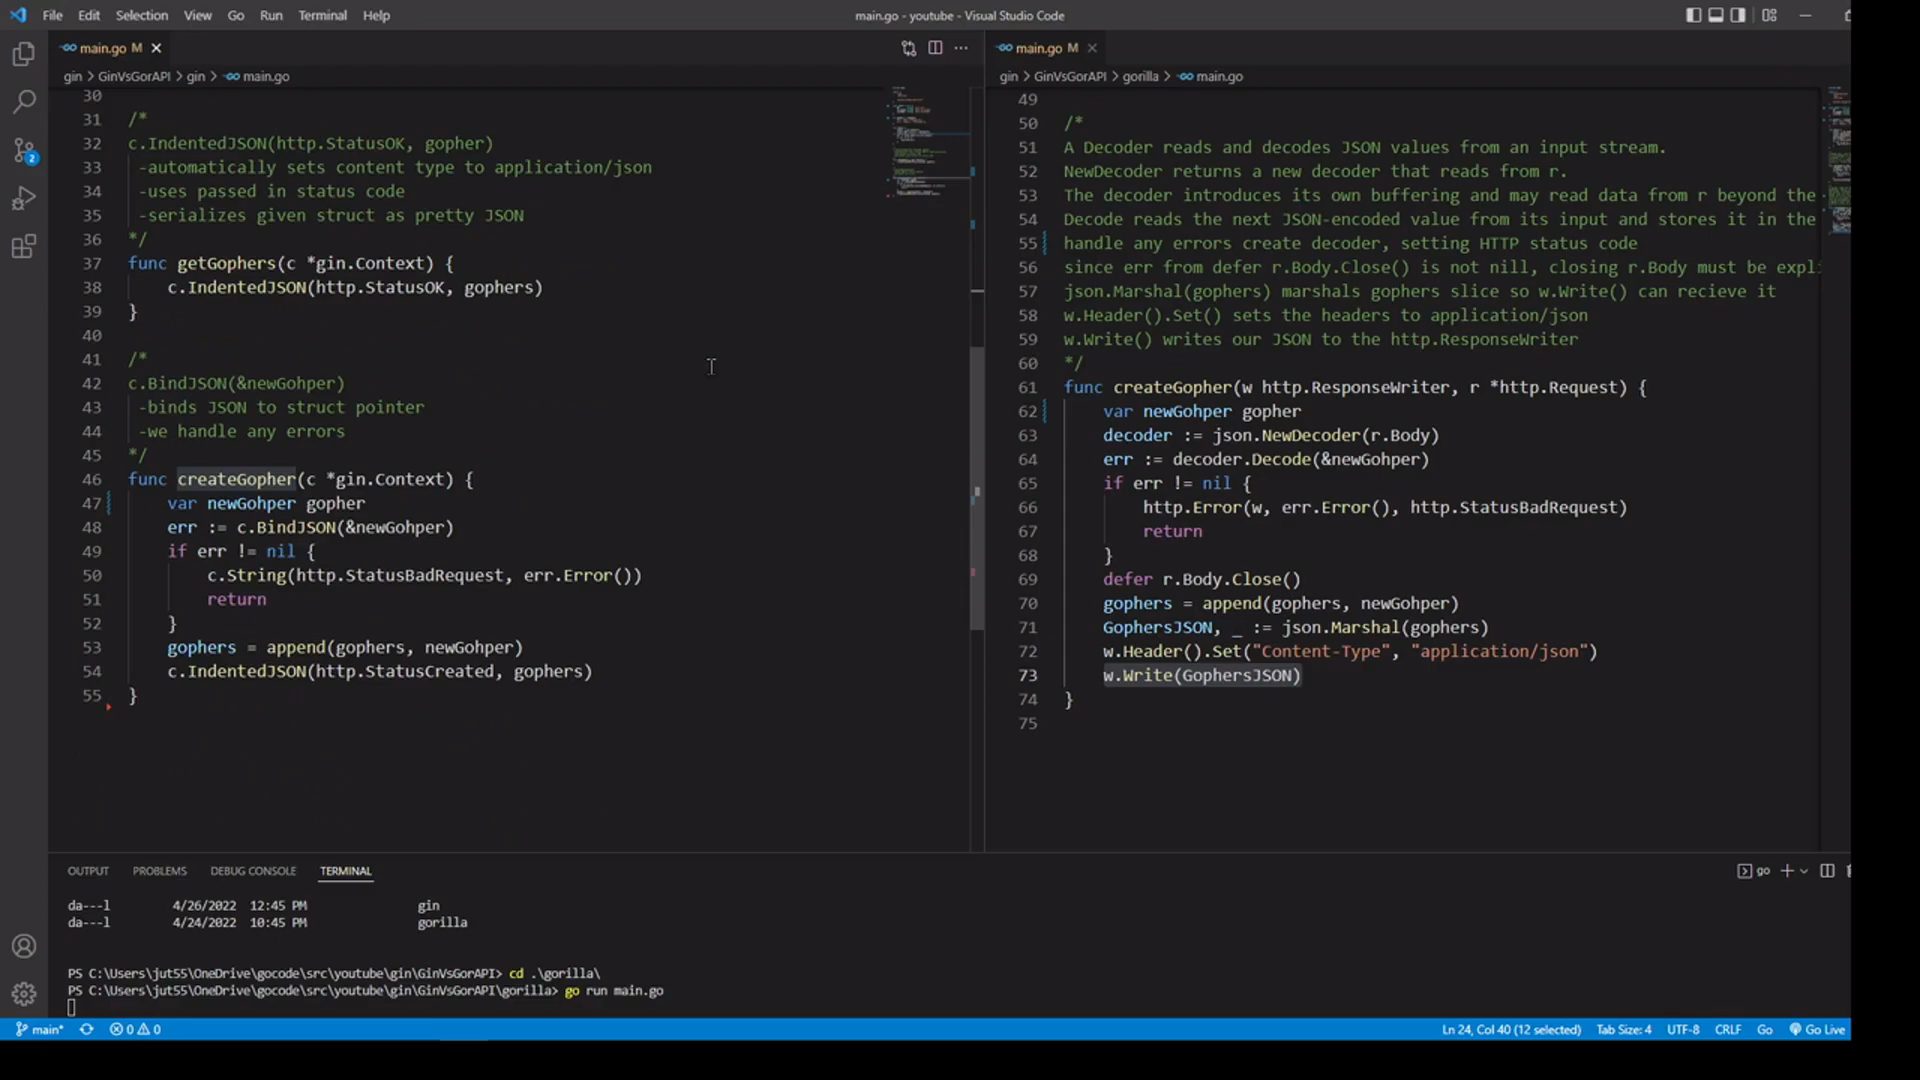 File Edit Selection View Go Run Terminal Help
main.go - youtube - Visual Studio Code
main.go M
gin > GinVsGorAPI > gin > main.go
30
31 /*
32 c.IndentedJSON(http.StatusOK, gopher)
33 -automatically sets content type to application/json
34 -uses passed in status code
35 -serializes given struct as pretty JSON
36 */
37 func getGophers(c *gin.Context) {
38 c.IndentedJSON(http.StatusOK, gophers)
39 }
40
41 /*
42 c.BindJSON(&newGohper)
43 -binds JSON to struct pointer
44 -we handle any errors
45 */
46 func createGopher(c *gin.Context) {
47 var newGohper gopher
48 err := c.BindJSON(&newGohper)
49 if err != nil {
50 c.String(http.StatusBadRequest, err.Error())
51 return
52 }
53 gophers = append(gophers, newGohper)
54 c.IndentedJSON(http.StatusCreated, gophers)
55 }
main.go M
gin > GinVsGorAPI > gorilla > main.go
49
50 /*
51 A Decoder reads and decodes JSON values from an input stream.
52 NewDecoder returns a new decoder that reads from r.
53 The decoder introduces its own buffering and may read data from r beyond the
54 Decode reads the next JSON-encoded value from its input and stores it in the
55 handle any errors create decoder, setting HTTP status code
56 since err from defer r.Body.Close() is not nill, closing r.Body must be expli
57 json.Marshal(gophers) marshals gophers slice so w.Write() can recieve it
58 w.Header().Set() sets the headers to application/json
59 w.Write() writes our JSON to the http.ResponseWriter
60 */
61 func createGopher(w http.ResponseWriter, r *http.Request) {
62 var newGohper gopher
63 decoder := json.NewDecoder(r.Body)
64 err := decoder.Decode(&newGohper)
65 if err != nil {
66 http.Error(w, err.Error(), http.StatusBadRequest)
67 return
68 }
69 defer r.Body.Close()
70 gophers = append(gophers, newGohper)
71 GophersJSON, _ := json.Marshal(gophers)
72 w.Header().Set("Content-Type", "application/json")
73 w.Write(GophersJSON)
74 }
75
OUTPUT PROBLEMS DEBUG CONSOLE TERMINAL
go
da---l 4/26/2022 12:45 PM gin
da---l 4/24/2022 10:45 PM gorilla
PS C:\Users\jut55\OneDrive\gocode\src\youtube\gin\GinVsGorAPI> cd .\gorilla\
PS C:\Users\jut55\OneDrive\gocode\src\youtube\gin\GinVsGorAPI\gorilla> go run main.go
2
main* 0 0
Ln 24, Col 40 (12 selected) Tab Size: 4 UTF-8 CRLF Go Go Live